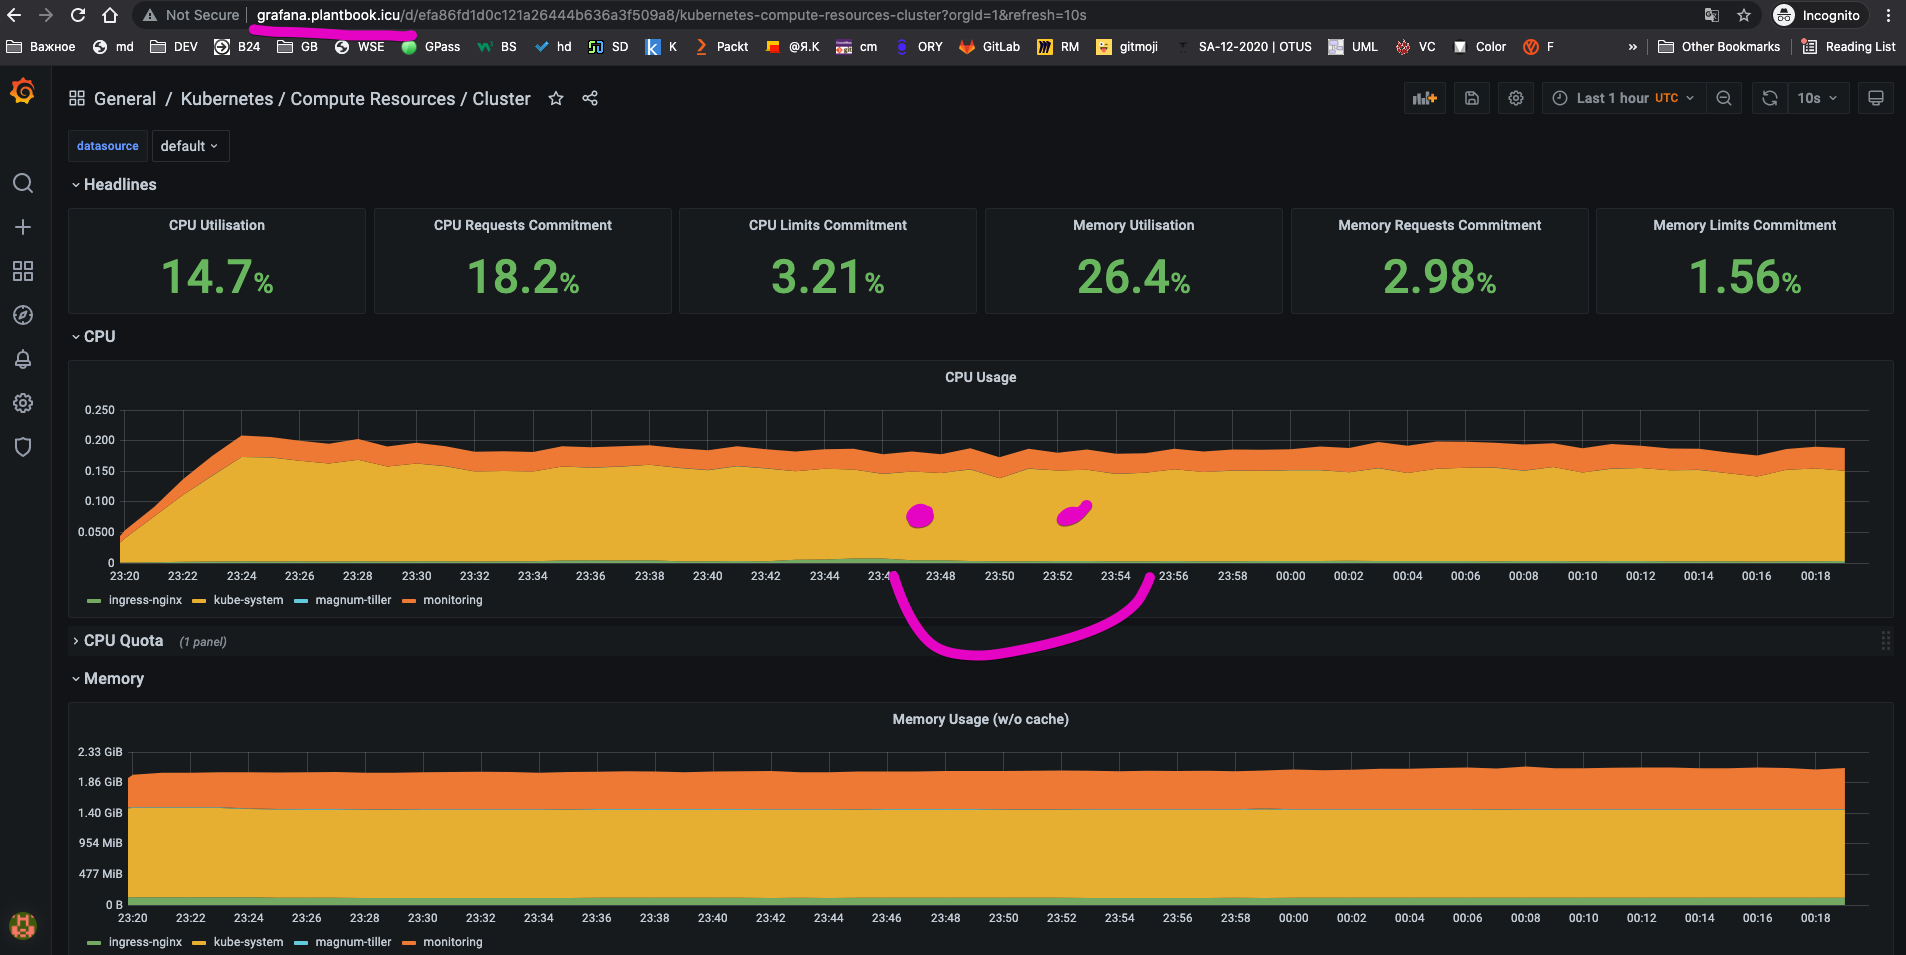 Not Secure | grafana.plantbook.icu/d/efa86fd1d0c121a26444b636a3f509a8/kubernetes-compute-resources-cluster?orgId=1&refresh=10s Incognito
Важное md DEV B24 GB WSE GPass BS hd SD K Packt @Я.K cm ORY GitLab RM gitmoji SA-12-2020 | OTUS UML VC Color F » Other Bookmarks Reading List
General / Kubernetes / Compute Resources / Cluster Last 1 hour UTC 10s
datasource default
Headlines
CPU Utilisation CPU Requests Commitment CPU Limits Commitment Memory Utilisation Memory Requests Commitment Memory Limits Commitment
14.7% 18.2% 3.21% 26.4% 2.98% 1.56%
CPU
CPU Usage
0.250
0.200
0.150
0.100
0.0500
0
23:20 23:22 23:24 23:26 23:28 23:30 23:32 23:34 23:36 23:38 23:40 23:42 23:44 23:4 23:48 23:50 23:52 23:54 23:56 23:58 00:00 00:02 00:04 00:06 00:08 00:10 00:12 00:14 00:16 00:18
ingress-nginx kube-system magnum-tiller monitoring
CPU Quota (1 panel)
Memory
Memory Usage (w/o cache)
2.33 GiB
1.86 GiB
1.40 GiB
954 MiB
477 MiB
0 B
23:20 23:22 23:24 23:26 23:28 23:30 23:32 23:34 23:36 23:38 23:40 23:42 23:44 23:46 23:48 23:50 23:52 23:54 23:56 23:58 00:00 00:02 00:04 00:06 00:08 00:10 00:12 00:14 00:16 00:18
ingress-nginx kube-system magnum-tiller monitoring